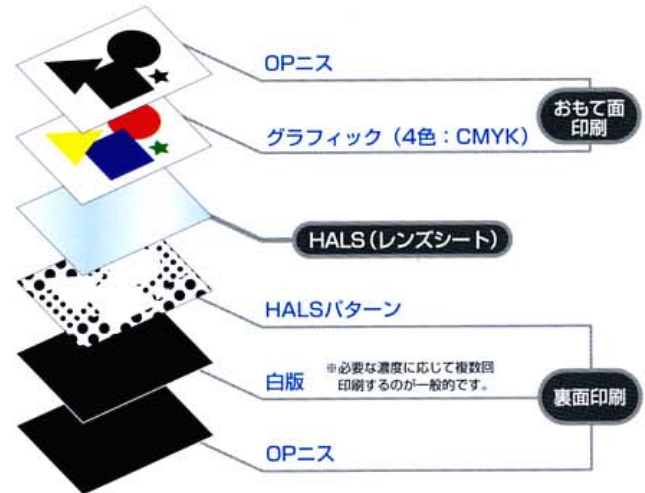 OPニス
おもて面
印刷
グラフィック（4色：CMYK）
HALS（レンズシート）
HALSパターン
白版
※必要な濃度に応じて複数回
印刷するのが一般的です。
裏面印刷
OPニス